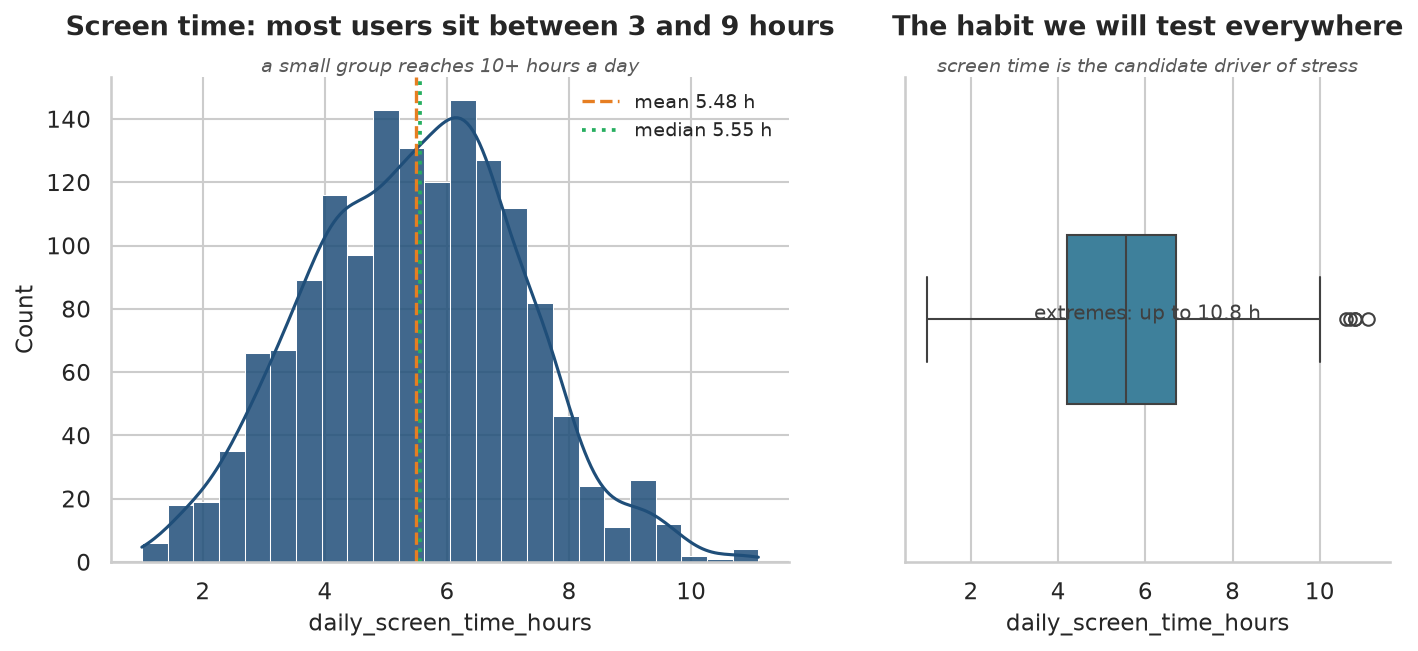 Screen time: most users sit between 3 and 9 hours
a small group reaches 10+ hours a day
mean 5.48 h
median 5.55 h
140
120
100
80
60
40
20
0
Count
2 4 6 8 10
daily_screen_time_hours
The habit we will test everywhere
screen time is the candidate driver of stress
extremes: up to 10.8 h
2 4 6 8 10
daily_screen_time_hours